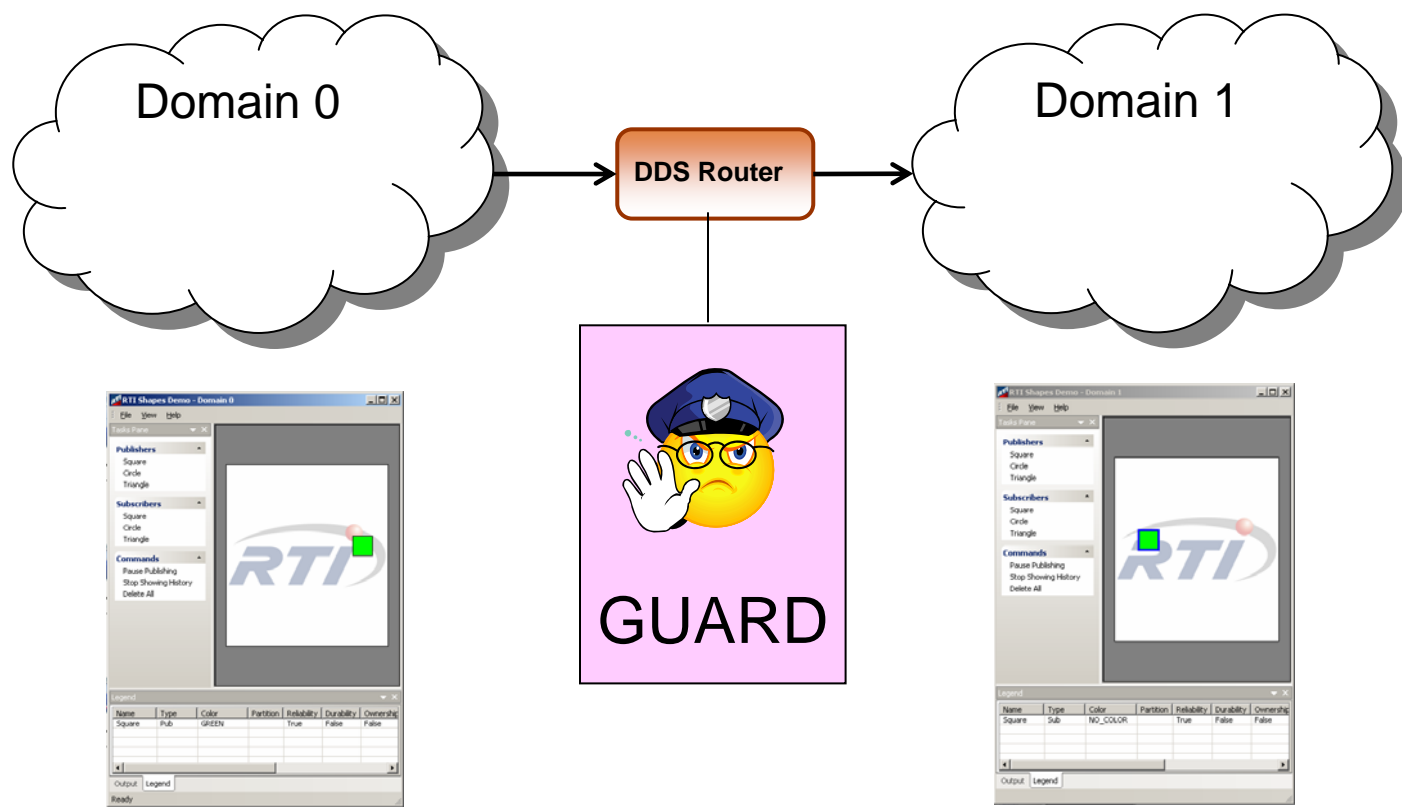 Domain 0
Domain 1
DDS Router
GUARD
RTI Shapes Demo - Domain 0
File View Help
Tasks Pane
Publishers
Square
Circle
Triangle
Subscribers
Square
Circle
Triangle
Commands
Pause Publishing
Stop Showing History
Delete All
RTI
Legend
Name Type Color Partition Reliability Durability Ownership
Square Pub GREEN True False False
Output Legend
Ready
RTI Shapes Demo - Domain 1
File View Help
Tasks Pane
Publishers
Square
Circle
Triangle
Subscribers
Square
Circle
Triangle
Commands
Pause Publishing
Stop Showing History
Delete All
RTI
Legend
Name Type Color Partition Reliability Durability Ownership
Square Sub NO_COLOR True False False
Output Legend